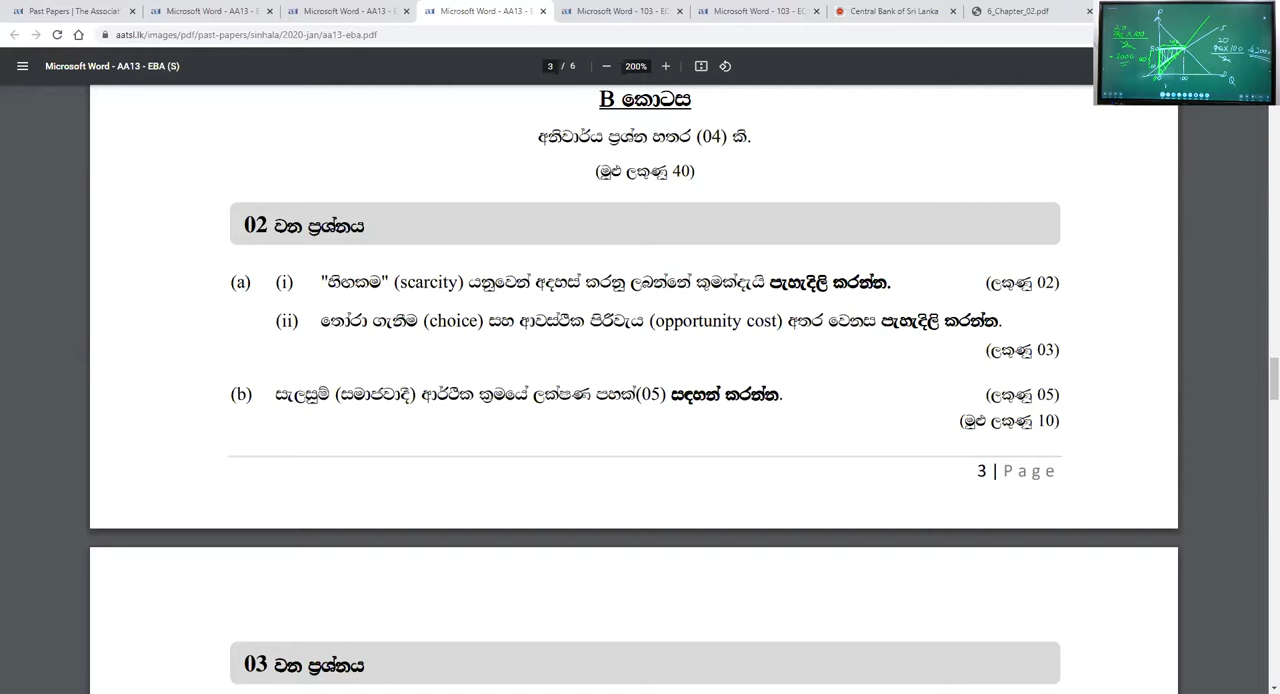 Past Papers | The Associat
Microsoft Word - AA13 - E
Microsoft Word - AA13 - E
Microsoft Word - AA13 - E
Microsoft Word - 103 - EC
Microsoft Word - 103 - EC
Central Bank of Sri Lanka
6_Chapter_02.pdf
aatsl.lk/images/pdf/past-papers/sinhala/2020-jan/aa13-eba.pdf
Microsoft Word - AA13 - EBA (S)
3 / 6
200%
B කොටස
අනිවාර්ය ප්‍රශ්න හතර (04) කි.
(මුළු ලකුණු 40)
02 වන ප්‍රශ්නය
(a) (i) "හිඟකම" (scarcity) යනුවෙන් අදහස් කරනු ලබන්නේ කුමක්දැයි පැහැදිලි කරන්න. (ලකුණු 02)
(ii) තෝරා ගැනීම (choice) සහ ආවස්ථික පිරිවැය (opportunity cost) අතර වෙනස පැහැදිලි කරන්න.
(ලකුණු 03)
(b) සැලසුම් (සමාජවාදී) ආර්ථික ක්‍රමයේ ලක්ෂණ පහක්(05) සඳහන් කරන්න. (ලකුණු 05)
(මුළු ලකුණු 10)
3 | Page
03 වන ප්‍රශ්නය